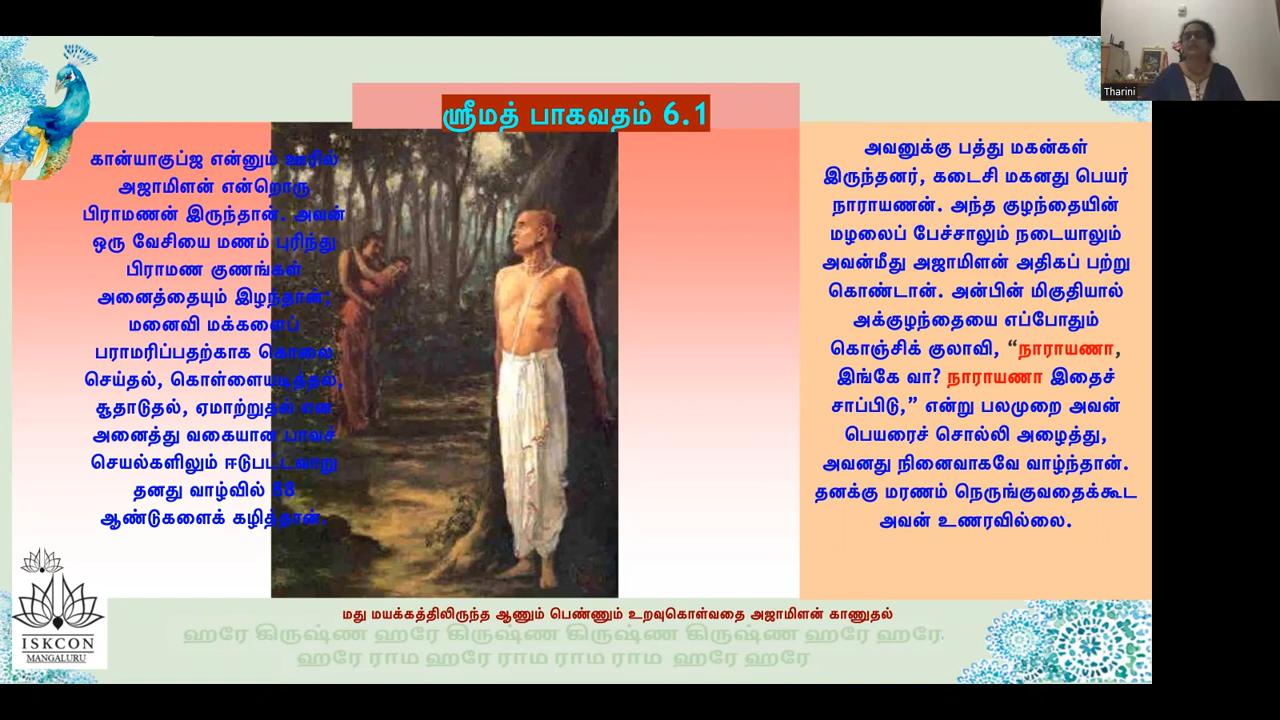 Tharini
ஸ்ரீமத் பாகவதம் 6.1
கான்யாகுப்ஜ என்னும் ஊரில்
அஜாமிளன் என்றொரு
பிராமணன் இருந்தான். அவன்
ஒரு வேசியை மணம் புரிந்து
பிராமண குணங்கள்
அனைத்தையும் இழந்தான்;
மனைவி மக்களைப்
பராமரிப்பதற்காக கொலை
செய்தல், கொள்ளையடித்தல்,
சூதாடுதல், ஏமாற்றுதல் என
அனைத்து வகையான பாவச்
செயல்களிலும் ஈடுபட்டவாறு
தனது வாழ்வில் 88
ஆண்டுகளைக் கழித்தான்.
அவனுக்கு பத்து மகன்கள்
இருந்தனர், கடைசி மகனது பெயர்
நாராயணன். அந்த குழந்தையின்
மழலைப் பேச்சாலும் நடையாலும்
அவன்மீது அஜாமிளன் அதிகப் பற்று
கொண்டான். அன்பின் மிகுதியால்
அக்குழந்தையை எப்போதும்
கொஞ்சிக் குலாவி, “நாராயணா,
இங்கே வா? நாராயணா இதைச்
சாப்பிடு,” என்று பலமுறை அவன்
பெயரைச் சொல்லி அழைத்து,
அவனது நினைவாகவே வாழ்ந்தான்.
தனக்கு மரணம் நெருங்குவதைக்கூட
அவன் உணரவில்லை.
மது மயக்கத்திலிருந்த ஆணும் பெண்ணும் உறவுகொள்வதை அஜாமிளன் காணுதல்
ஹரே கிருஷ்ண ஹரே கிருஷ்ண கிருஷ்ண கிருஷ்ண ஹரே ஹரே
ஹரே ராம ஹரே ராம ராம ராம ஹரே ஹரே
ISKCON
MANGALURU